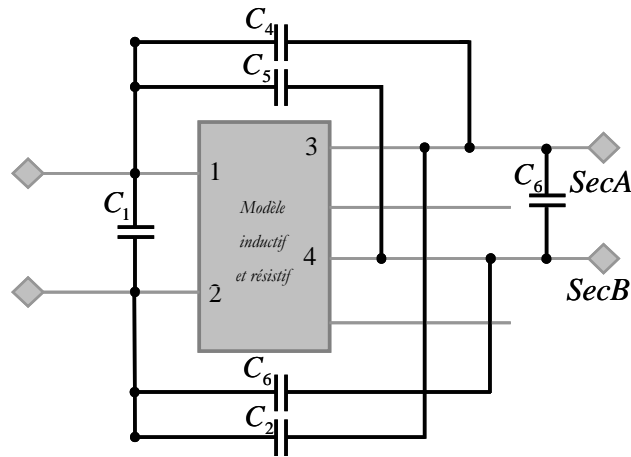 C4
C5
3
1
C6
SecA
C1
Modèle
inductif
et résistif
4
2
SecB
C6
C2